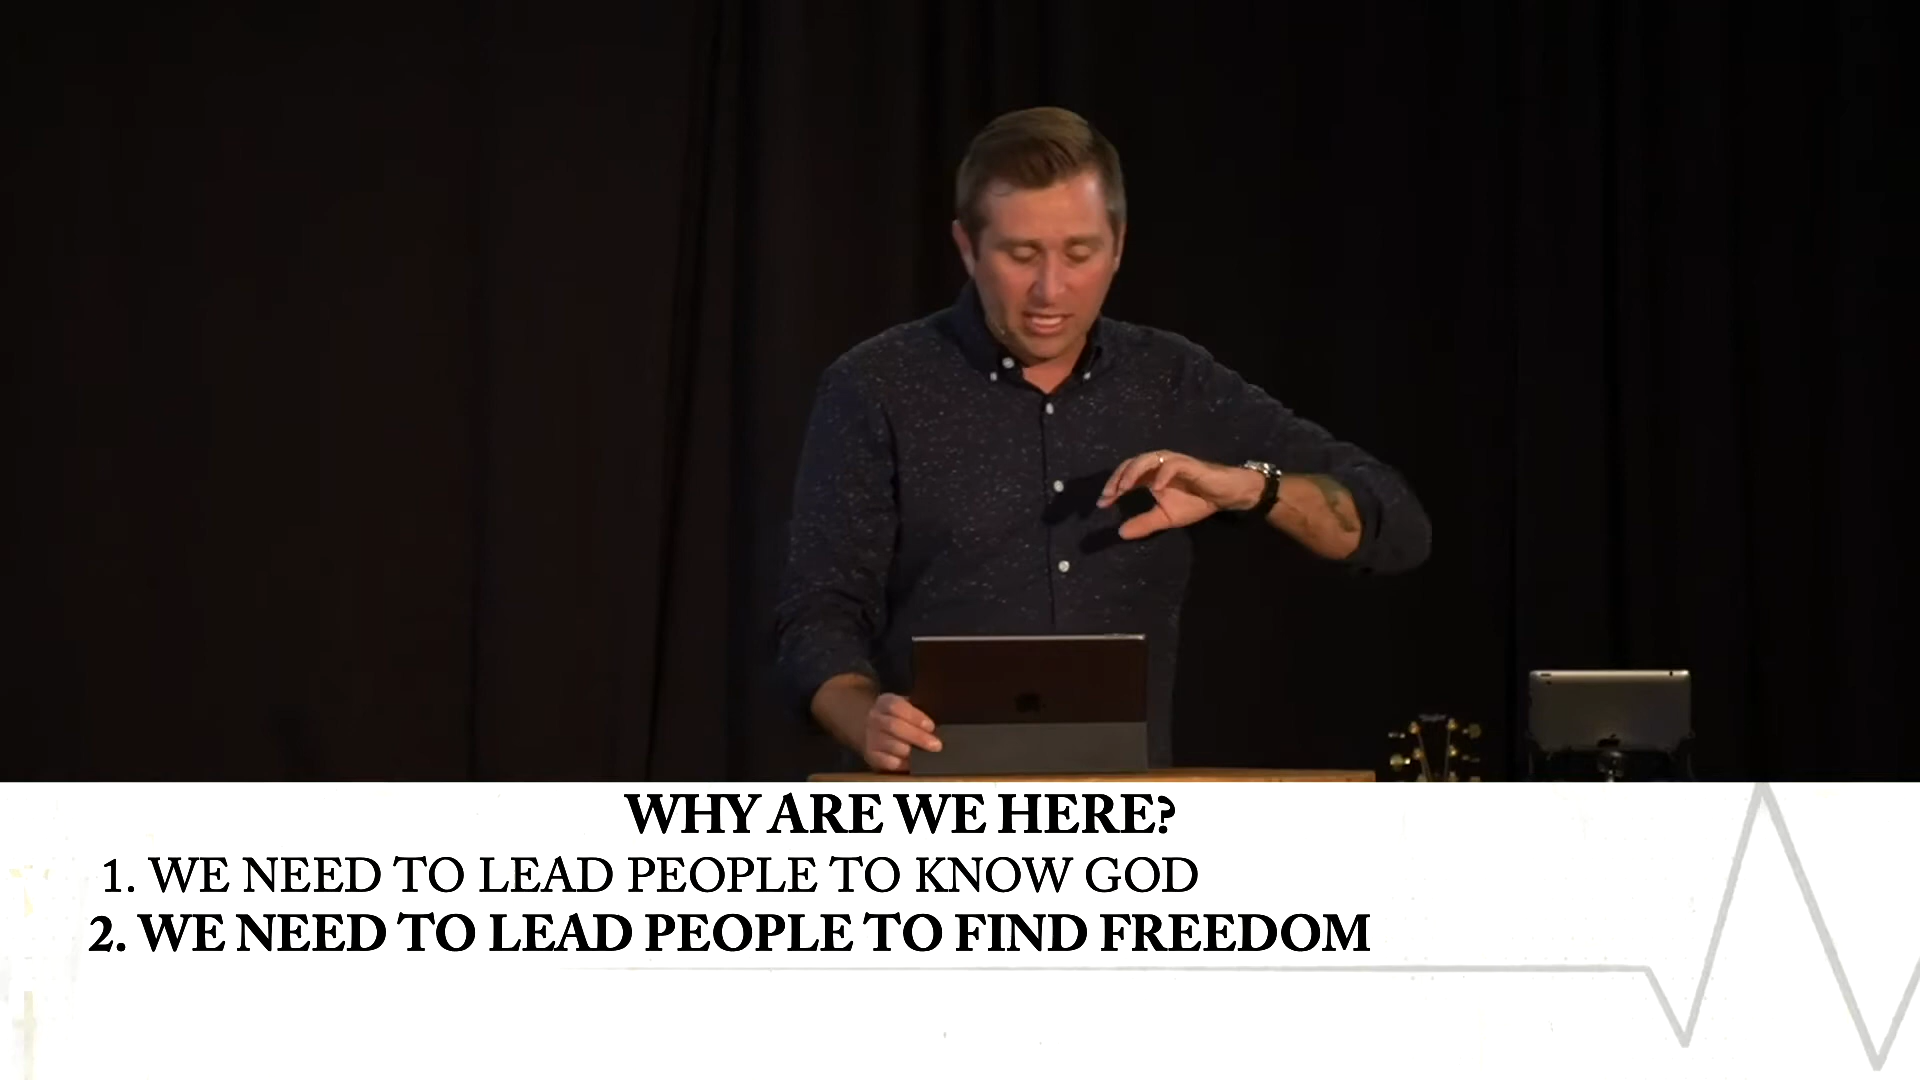 WHY ARE WE HERE?
1. WE NEED TO LEAD PEOPLE TO KNOW GOD
2. WE NEED TO LEAD PEOPLE TO FIND FREEDOM